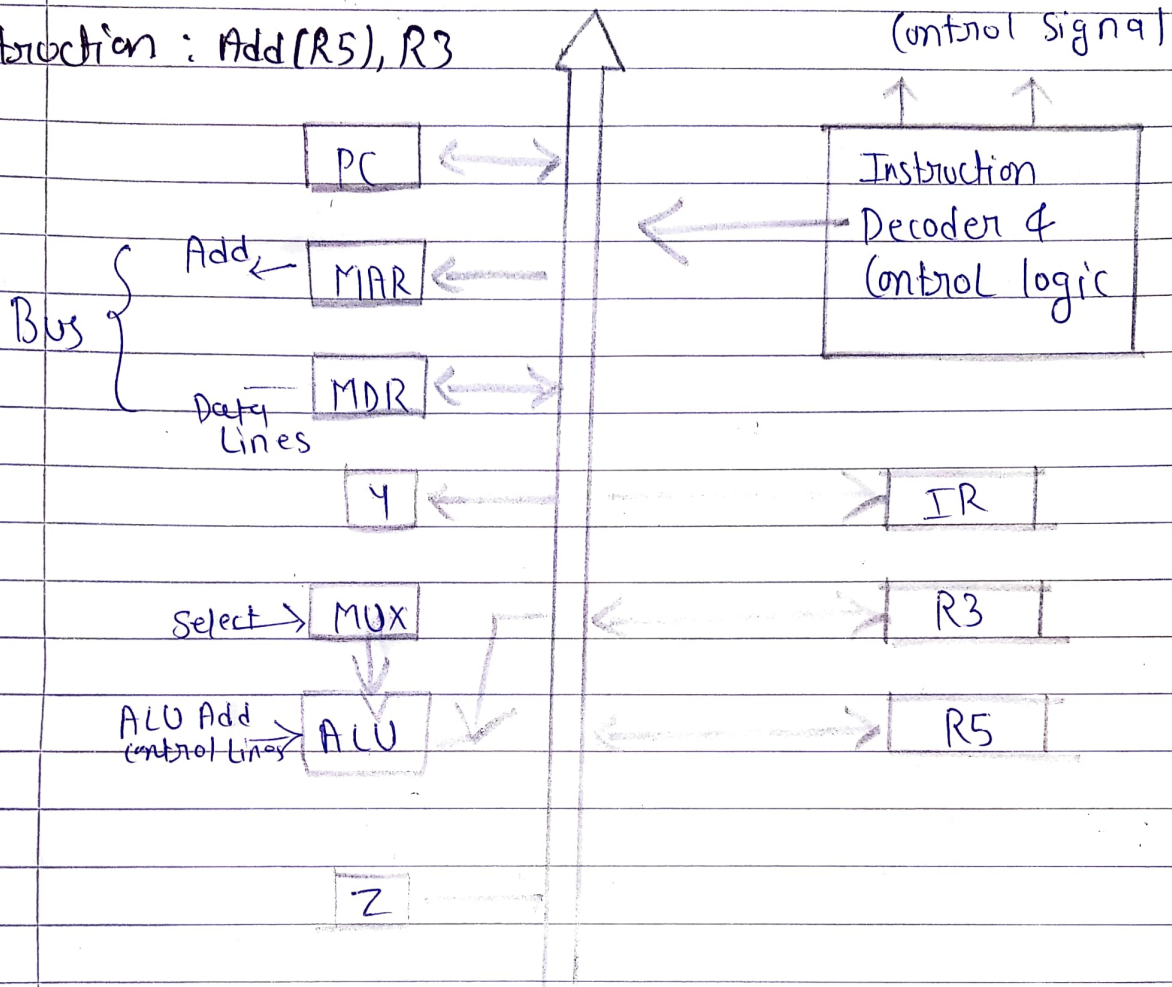 truction : Add (R5), R3
Control Signal
PC
Instruction
Decoder &
Control logic
Add
MAR
Bus
MDR
Data
Lines
Y
IR
Select
MUX
R3
ALU Add
Control Lines
ALU
R5
Z